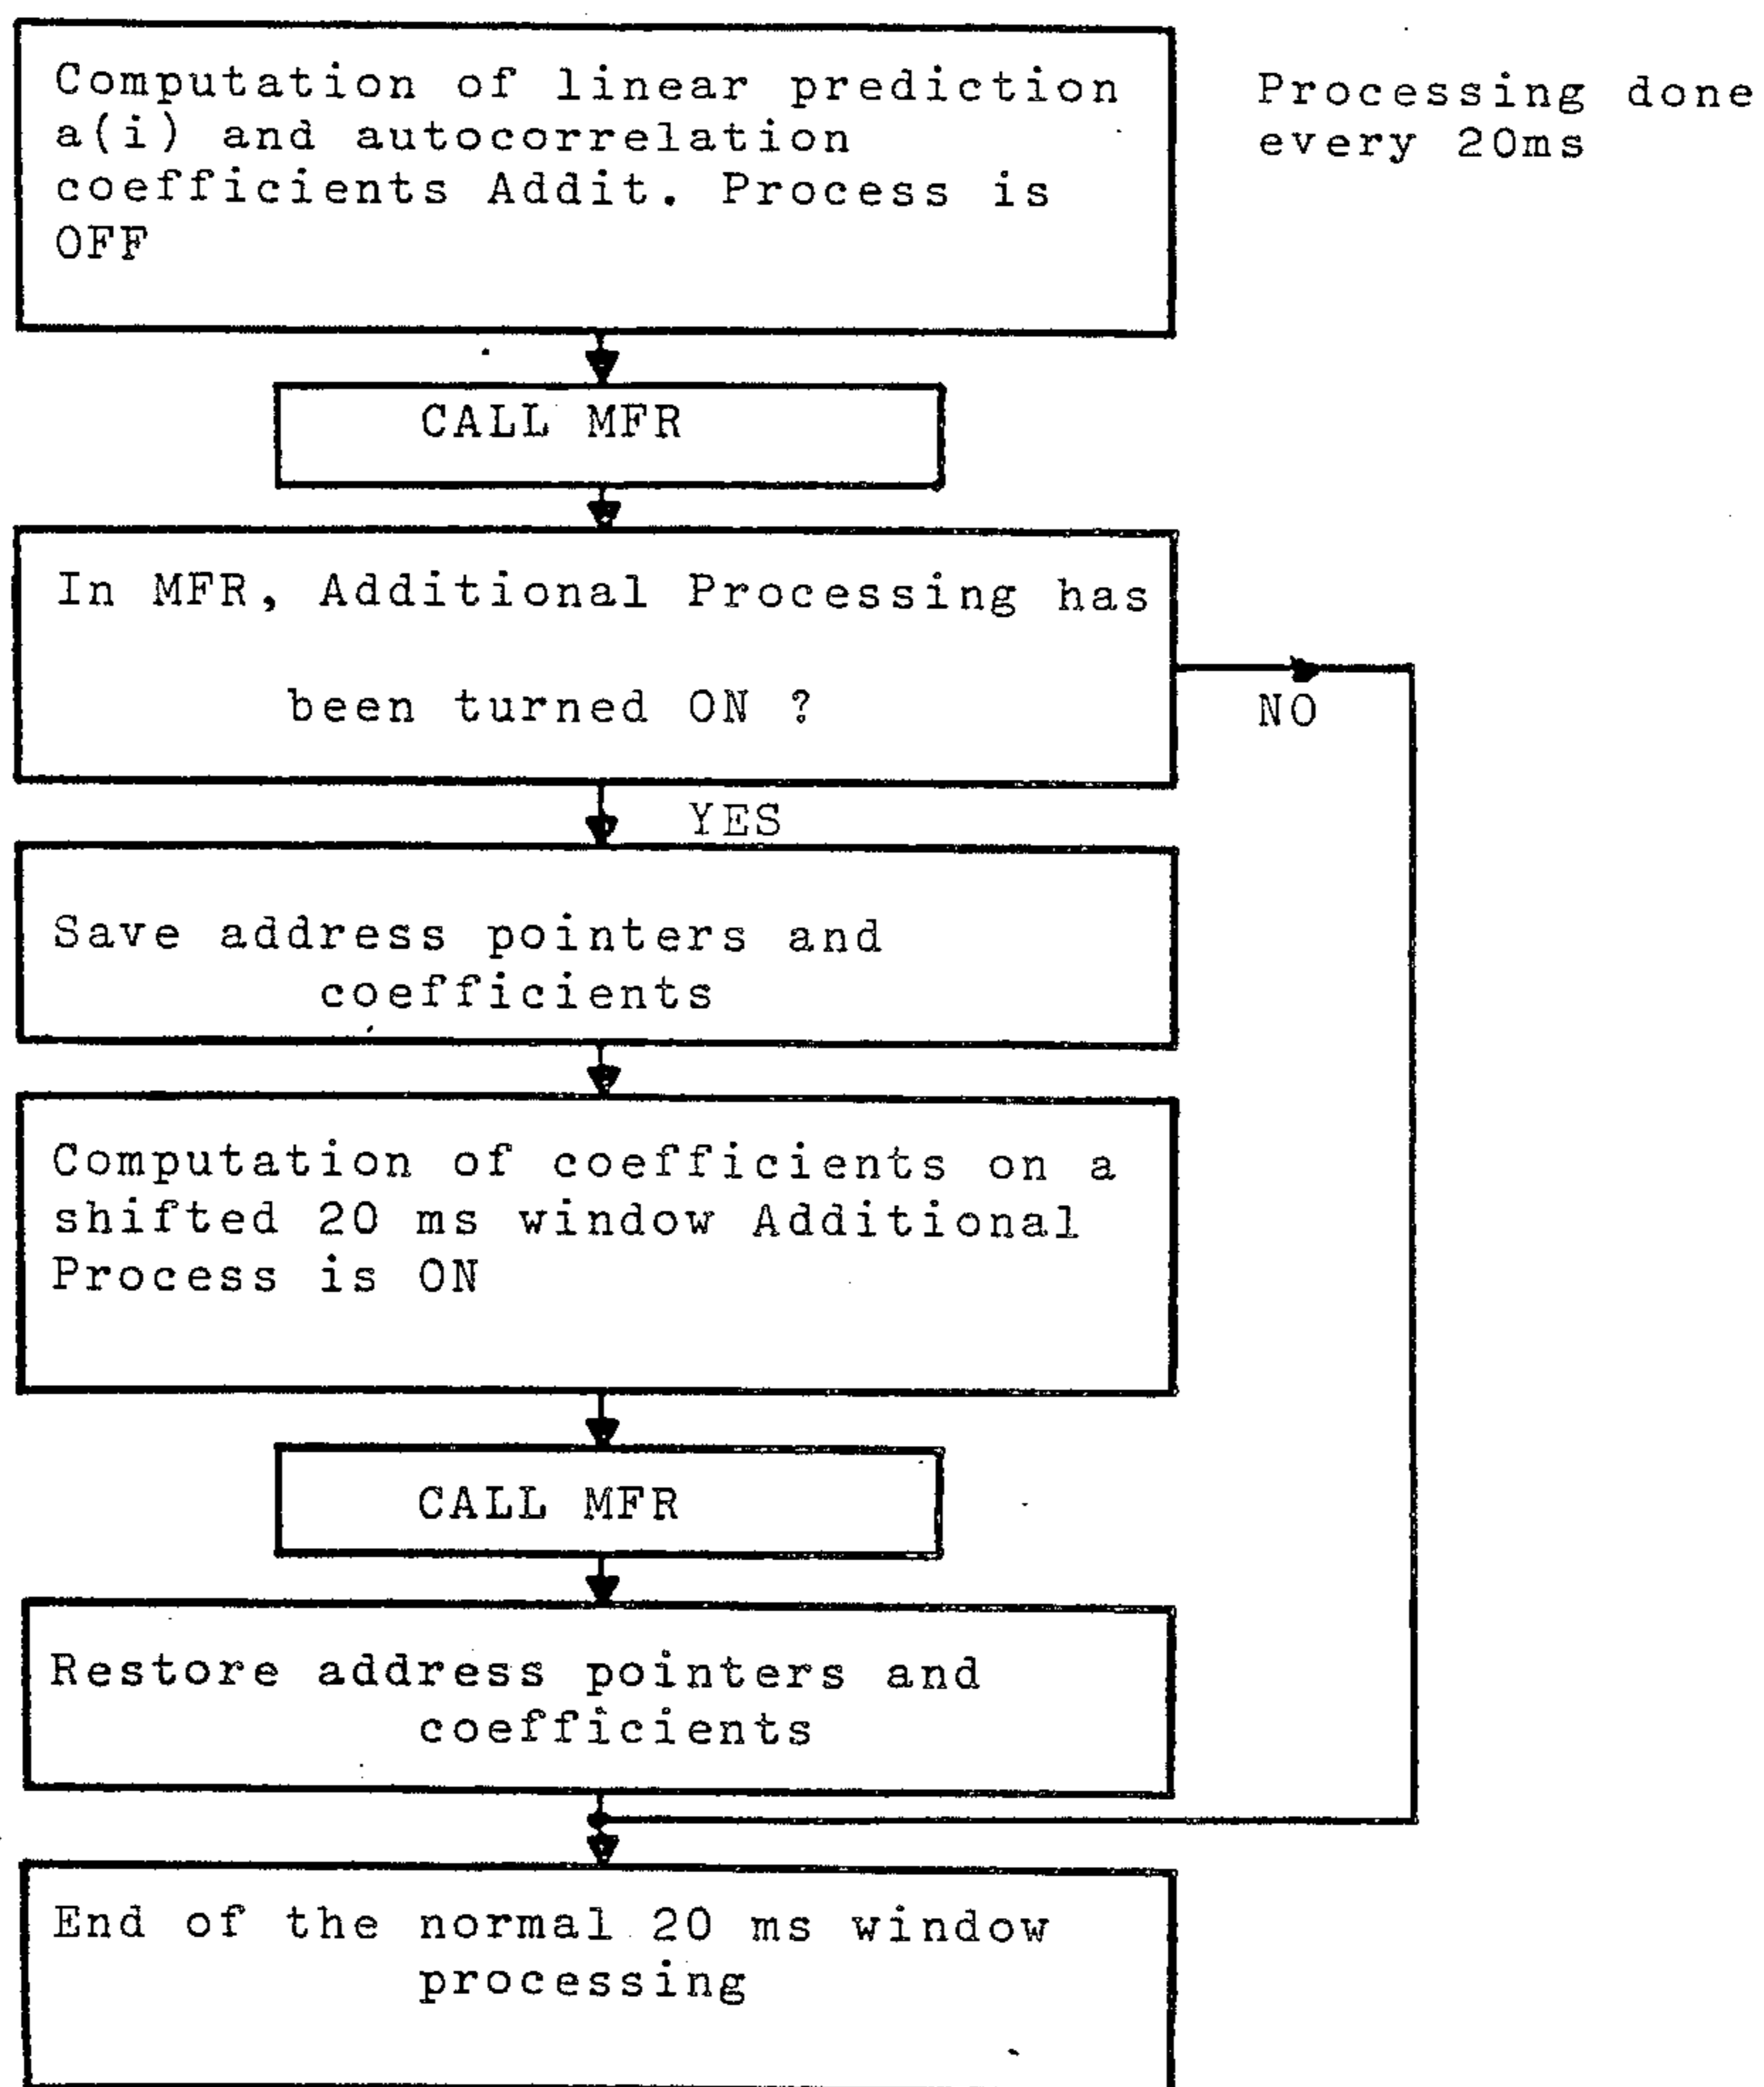 Computation of linear prediction
a(i) and autocorrelation
coefficients Addit. Process is
OFF
Processing done
every 20ms
CALL MFR
In MFR, Additional Processing has
been turned ON ?
NO
YES
Save address pointers and
coefficients
Computation of coefficients on a
shifted 20 ms window Additional
Process is ON
CALL MFR
Restore address pointers and
coefficients
End of the normal 20 ms window
processing